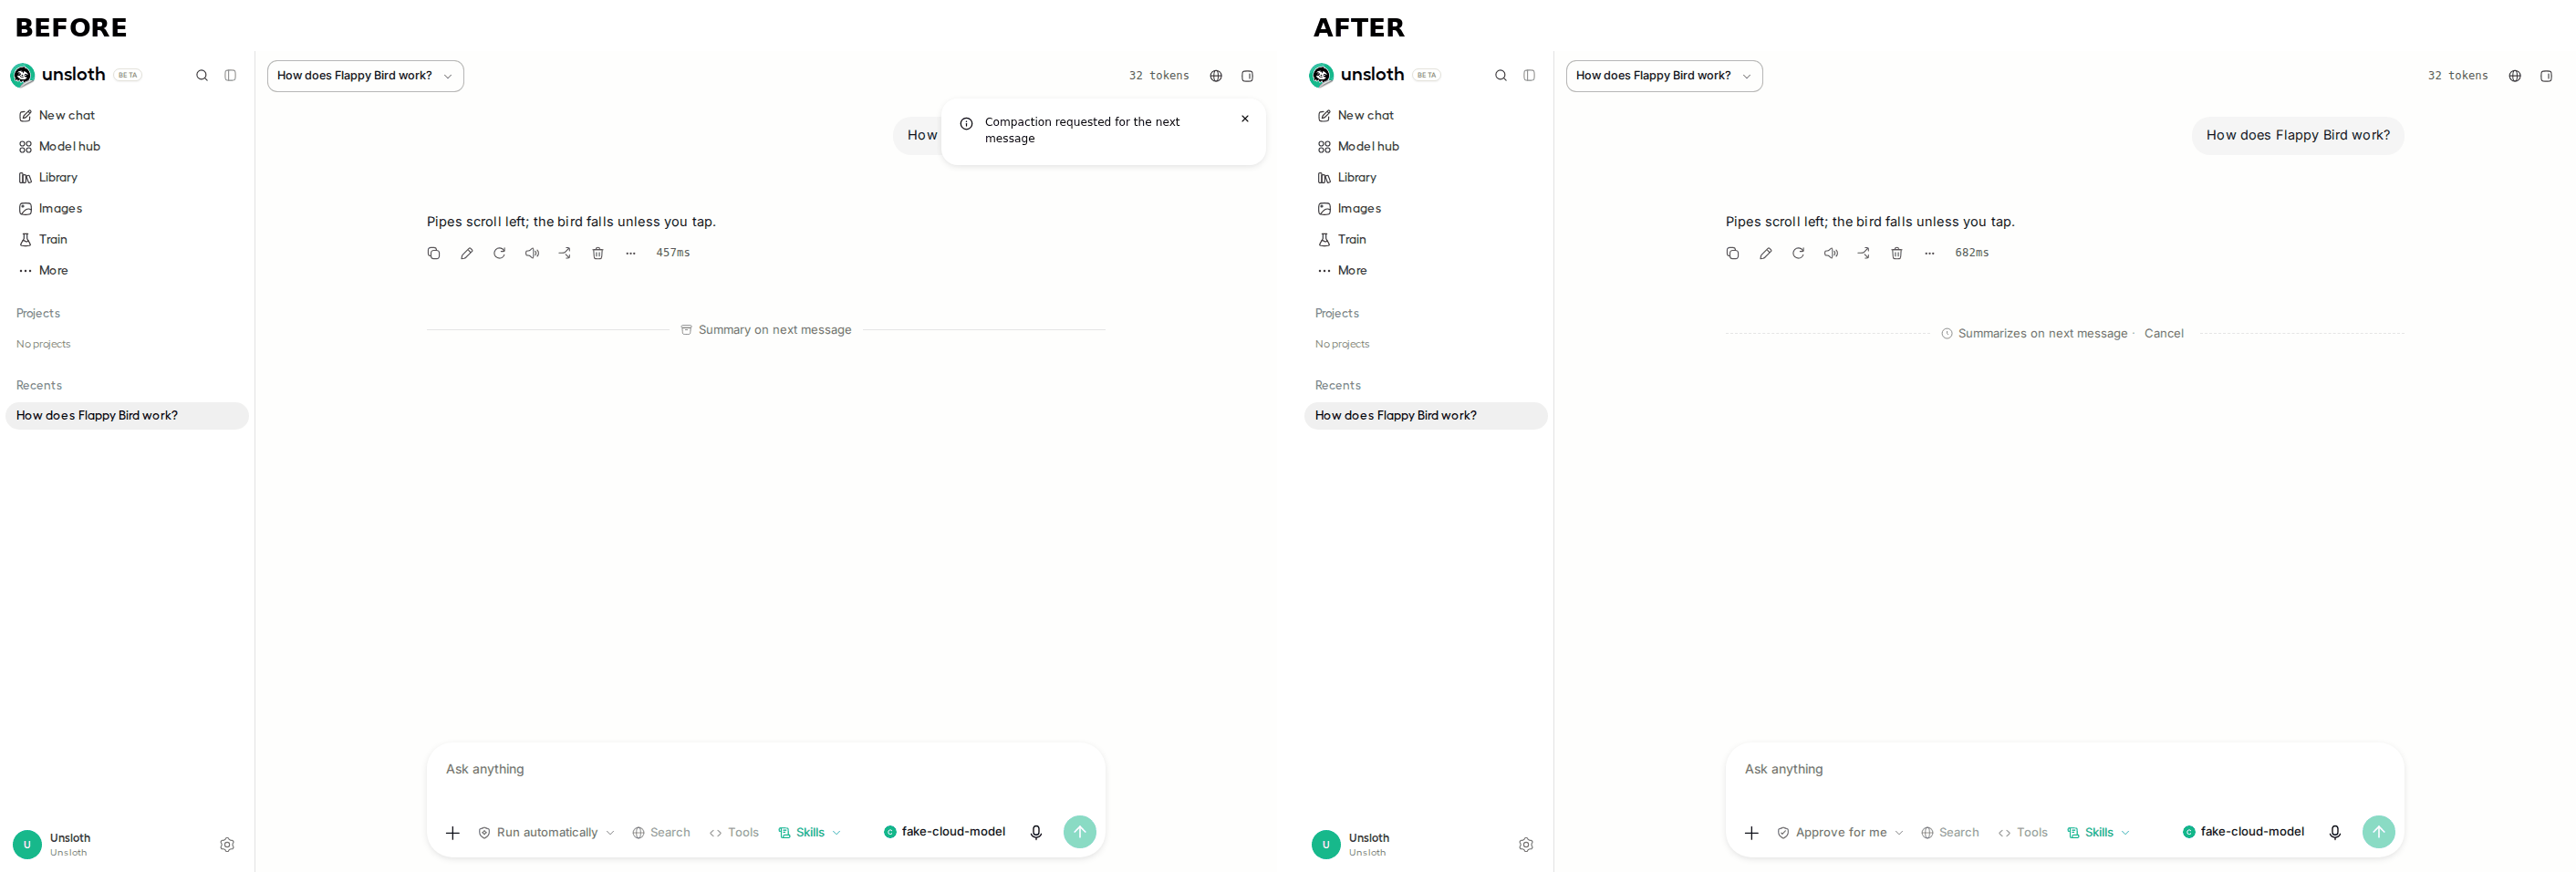 BEFORE
unsloth BETA
How does Flappy Bird work?
32 tokens
New chat
Model hub
Library
Images
Train
More
Projects
No projects
Recents
How does Flappy Bird work?
How
Compaction requested for the next
message
Pipes scroll left; the bird falls unless you tap.
457ms
Summary on next message
Ask anything
Run automatically
Search
Tools
Skills
C fake-cloud-model
U
Unsloth
Unsloth
AFTER
unsloth BETA
How does Flappy Bird work?
32 tokens
New chat
Model hub
Library
Images
Train
More
Projects
No projects
Recents
How does Flappy Bird work?
How does Flappy Bird work?
Pipes scroll left; the bird falls unless you tap.
682ms
Summarizes on next message · Cancel
Ask anything
Approve for me
Search
Tools
Skills
C fake-cloud-model
U
Unsloth
Unsloth